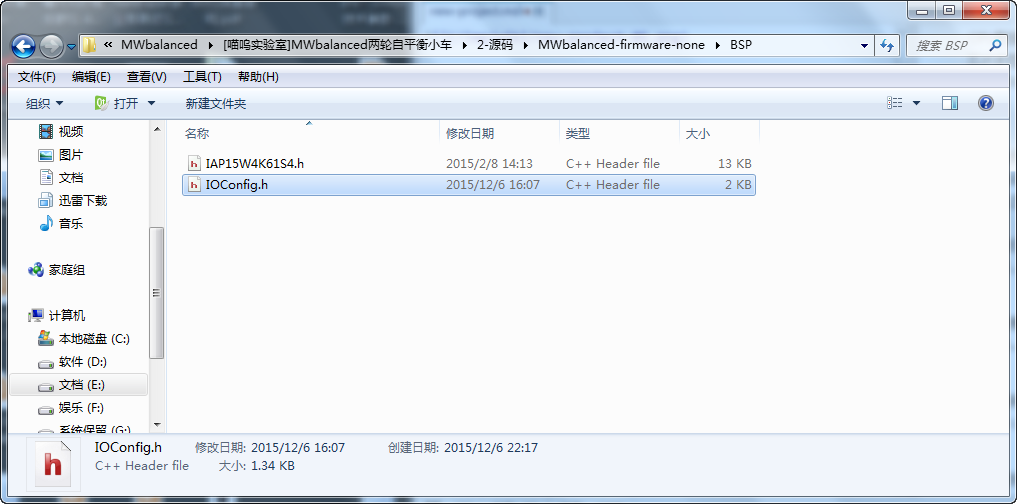 « MWbalanced ▸ [喵呜实验室]MWbalanced两轮自平衡小车 ▸ 2-源码 ▸ MWbalanced-firmware-none ▸ BSP
搜索 BSP
文件(F) 编辑(E) 查看(V) 工具(T) 帮助(H)
组织 打开 新建文件夹
名称 修改日期 类型 大小
IAP15W4K61S4.h 2015/2/8 14:13 C++ Header file 13 KB
IOConfig.h 2015/12/6 16:07 C++ Header file 2 KB
视频
图片
文档
迅雷下载
音乐
家庭组
计算机
本地磁盘 (C:)
软件 (D:)
文档 (E:)
娱乐 (F:)
系统保留 (G:)
IOConfig.h 修改日期: 2015/12/6 16:07 创建日期: 2015/12/6 22:17
C++ Header file 大小: 1.34 KB